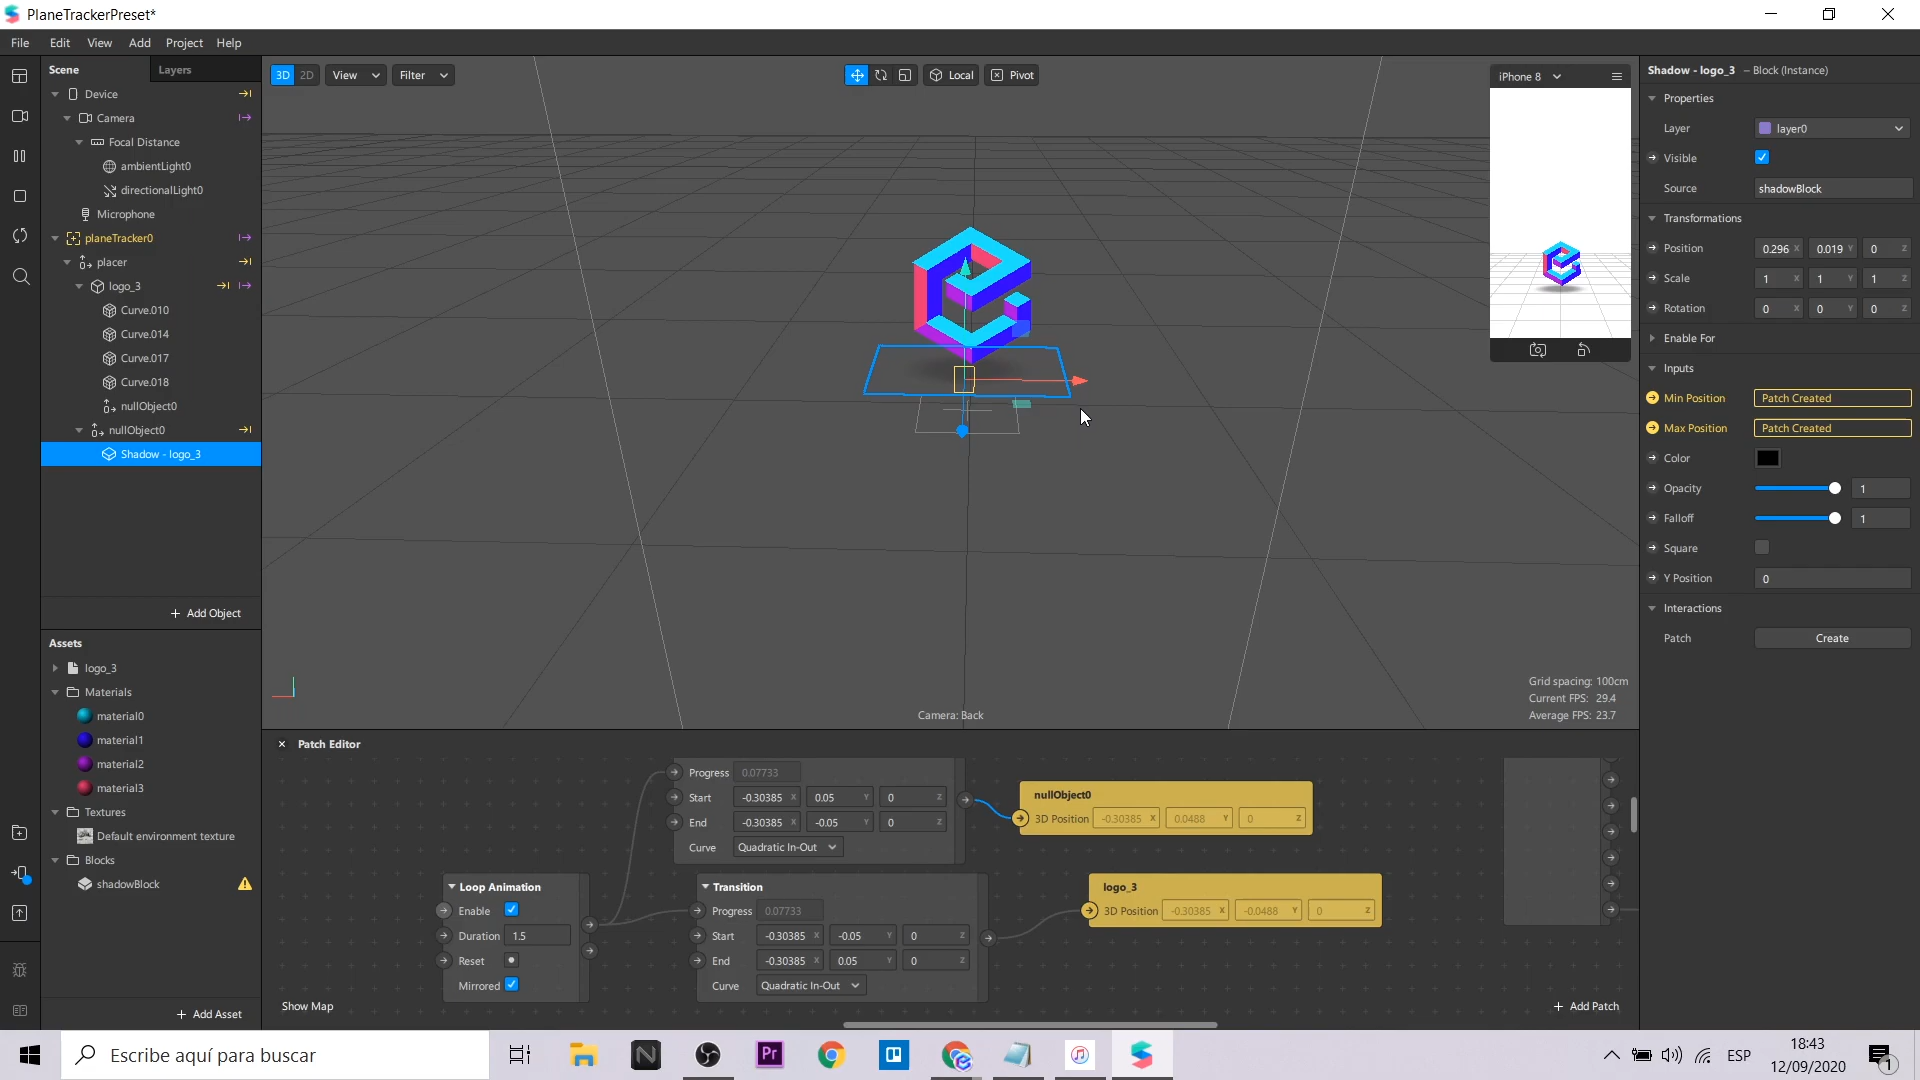 PlaneTrackerPreset*
File Edit View Add Project Help
Scene Layers
Device
Camera
Focal Distance
ambientLight0
directionalLight0
Microphone
planeTracker0
placer
logo_3
Curve.010
Curve.014
Curve.017
Curve.018
nullObject0
nullObject0
Shadow - logo_3
+ Add Object
Assets
logo_3
Materials
material0
material1
material2
material3
Textures
Default environment texture
Blocks
shadowBlock
+ Add Asset
3D 2D View Filter Local Pivot
iPhone 8
Grid spacing: 100cm
Current FPS: 29.4
Average FPS: 23.7
Camera: Back
Patch Editor
Progress 0.07733
Start -0.30385 X 0.05 Y 0 Z
End -0.30385 X -0.05 Y 0 Z
Curve Quadratic In-Out
nullObject0
3D Position -0.30385 X 0.0488 Y 0 Z
Loop Animation
Enable
Duration 1.5
Reset
Mirrored
Transition
Progress 0.07733
Start -0.30385 X -0.05 Y 0 Z
End -0.30385 X 0.05 Y 0 Z
Curve Quadratic In-Out
logo_3
3D Position -0.30385 X -0.0488 Y 0 Z
Show Map
+ Add Patch
Shadow - logo_3 – Block (Instance)
Properties
Layer layer0
Visible
Source shadowBlock
Transformations
Position 0.296 X 0.019 Y 0 Z
Scale 1 X 1 Y 1 Z
Rotation 0 X 0 Y 0 Z
Enable For
Inputs
Min Position Patch Created
Max Position Patch Created
Color
Opacity 1
Falloff 1
Square
Y Position 0
Interactions
Patch Create
Escribe aquí para buscar
N
Pr
ESP
18:43
12/09/2020
1